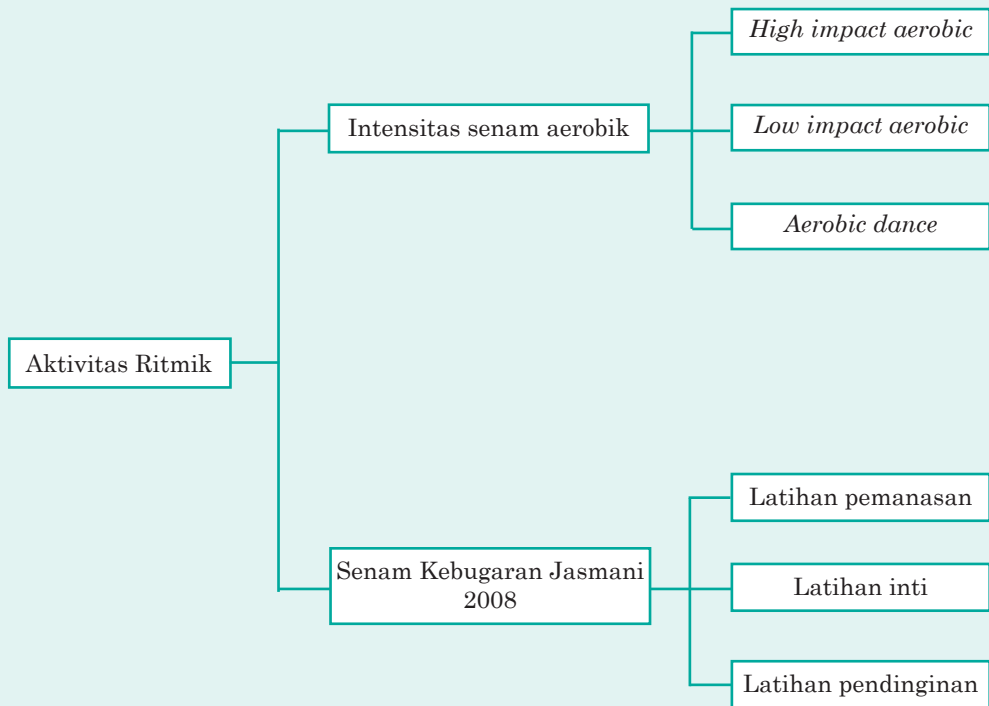 High impact aerobic
Intensitas senam aerobik
Low impact aerobic
Aerobic dance
Aktivitas Ritmik
Latihan pemanasan
Senam Kebugaran Jasmani
2008
Latihan inti
Latihan pendinginan